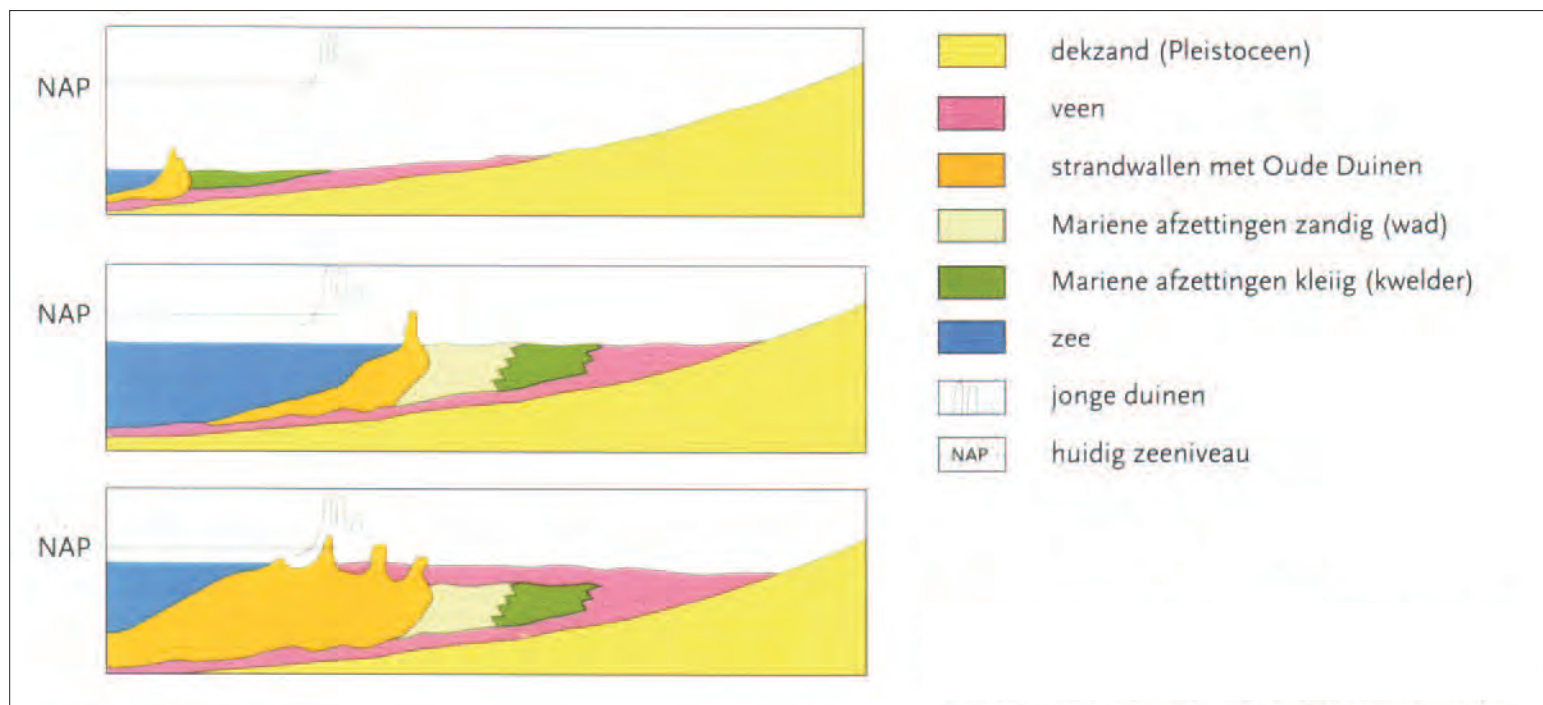 NAP
NAP
NAP
dekzand (Pleistoceen)
veen
strandwallen met Oude Duinen
Mariene afzettingen zandig (wad)
Mariene afzettingen kleiig (kwelder)
zee
jonge duinen
NAP huidig zeeniveau